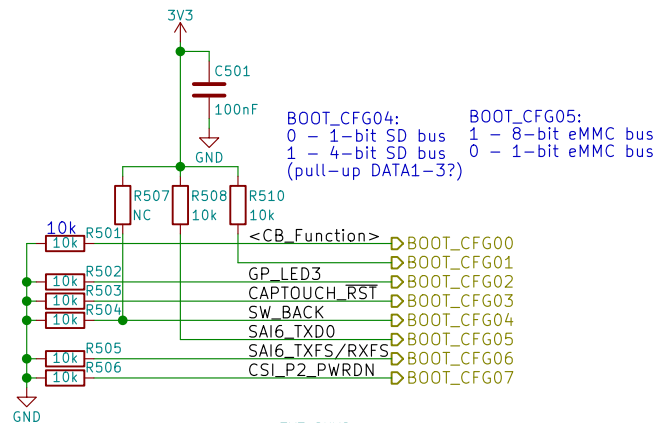 3V3
C501
100nF
GND
BOOT_CFG04:
0 - 1-bit SD bus
1 - 4-bit SD bus
(pull-up DATA1-3?)
BOOT_CFG05:
1 - 8-bit eMMC bus
0 - 1-bit eMMC bus
R507
NC
R508
10k
R510
10k
10k
R501
10k
<CB_Function>
BOOT_CFG00
BOOT_CFG01
R502
10k
GP_LED3
BOOT_CFG02
R503
10k
CAPTOUCH_RST
BOOT_CFG03
R504
10k
SW_BACK
BOOT_CFG04
SAI6_TXD0
BOOT_CFG05
R505
10k
SAI6_TXFS/RXFS
BOOT_CFG06
R506
10k
CSI_P2_PWRDN
BOOT_CFG07
GND